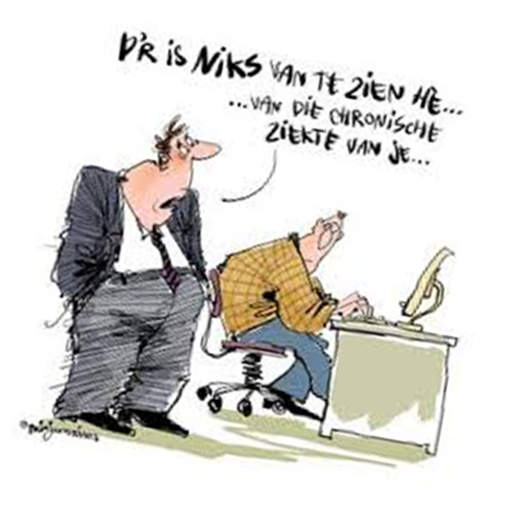 D'R is NiKS VAN TE ZiEN HE...
...VAN DiE CHRONiSCHE
ZiEKTE VAN JE...